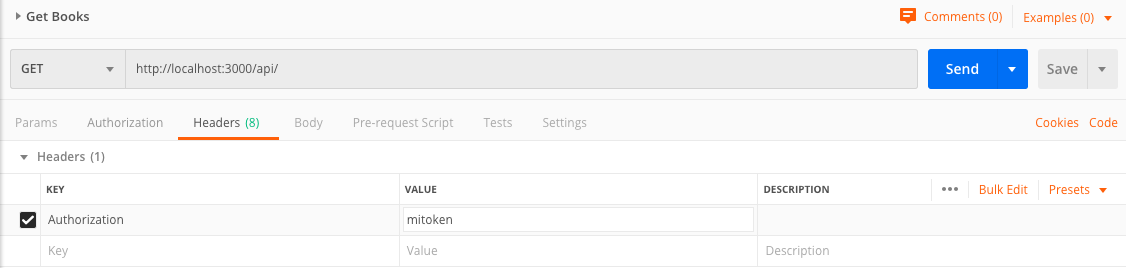 Get Books Comments (0) Examples (0)
GET http://localhost:3000/api/ Send Save
Params Authorization Headers (8) Body Pre-request Script Tests Settings Cookies Code
Headers (1)
KEY VALUE DESCRIPTION ••• Bulk Edit Presets
Authorization mitoken
Key Value Description